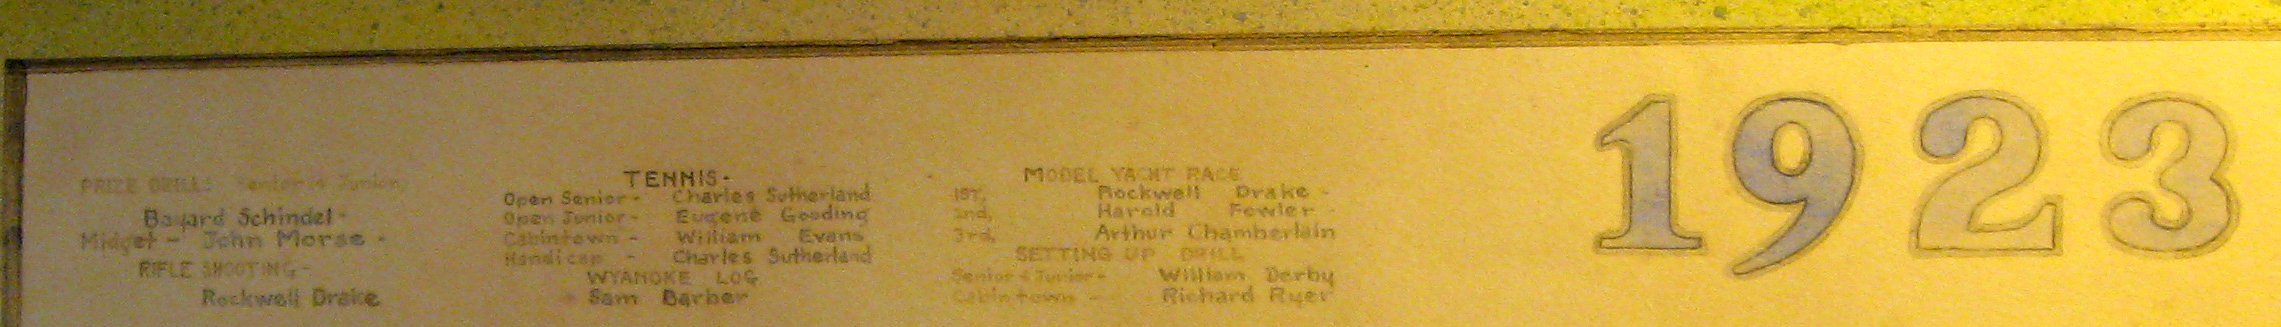 PRIZE DRILL: Senior & Junior,
Bayard Schindel-
Midget - John Morse -
RIFLE SHOOTING-
Rockwell Drake
TENNIS-
Open Senior- Charles Sutherland
Open Junior- Eugene Gooding
Cabintown - William Evans
Handicap - Charles Sutherland
WYANOKE LOG
Sam Barber
MODEL YACHT RACE
1ST, Rockwell Drake -
2nd, Harold Fowler -
3rd, Arthur Chamberlain
SETTING UP DRILL
Senior & Junior- William Derby
Cabintown - Richard Ryer
1923